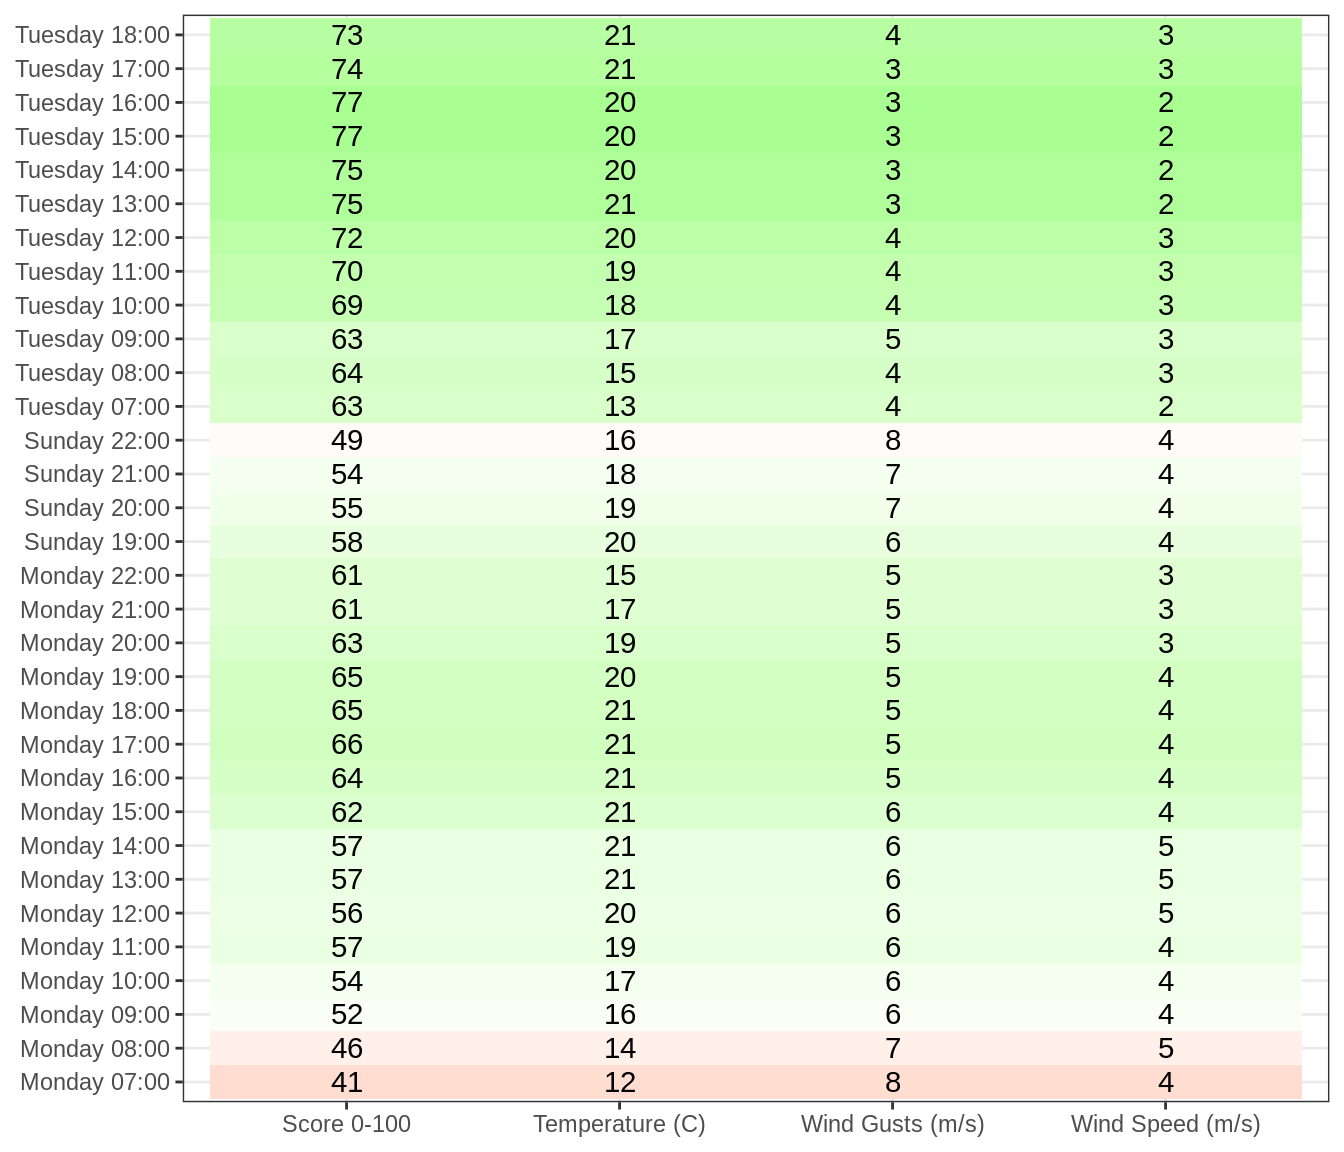 Tuesday 18:00 73 21 4 3
Tuesday 17:00 74 21 3 3
Tuesday 16:00 77 20 3 2
Tuesday 15:00 77 20 3 2
Tuesday 14:00 75 20 3 2
Tuesday 13:00 75 21 3 2
Tuesday 12:00 72 20 4 3
Tuesday 11:00 70 19 4 3
Tuesday 10:00 69 18 4 3
Tuesday 09:00 63 17 5 3
Tuesday 08:00 64 15 4 3
Tuesday 07:00 63 13 4 2
Sunday 22:00 49 16 8 4
Sunday 21:00 54 18 7 4
Sunday 20:00 55 19 7 4
Sunday 19:00 58 20 6 4
Monday 22:00 61 15 5 3
Monday 21:00 61 17 5 3
Monday 20:00 63 19 5 3
Monday 19:00 65 20 5 4
Monday 18:00 65 21 5 4
Monday 17:00 66 21 5 4
Monday 16:00 64 21 5 4
Monday 15:00 62 21 6 4
Monday 14:00 57 21 6 5
Monday 13:00 57 21 6 5
Monday 12:00 56 20 6 5
Monday 11:00 57 19 6 4
Monday 10:00 54 17 6 4
Monday 09:00 52 16 6 4
Monday 08:00 46 14 7 5
Monday 07:00 41 12 8 4
Score 0-100 Temperature (C) Wind Gusts (m/s) Wind Speed (m/s)